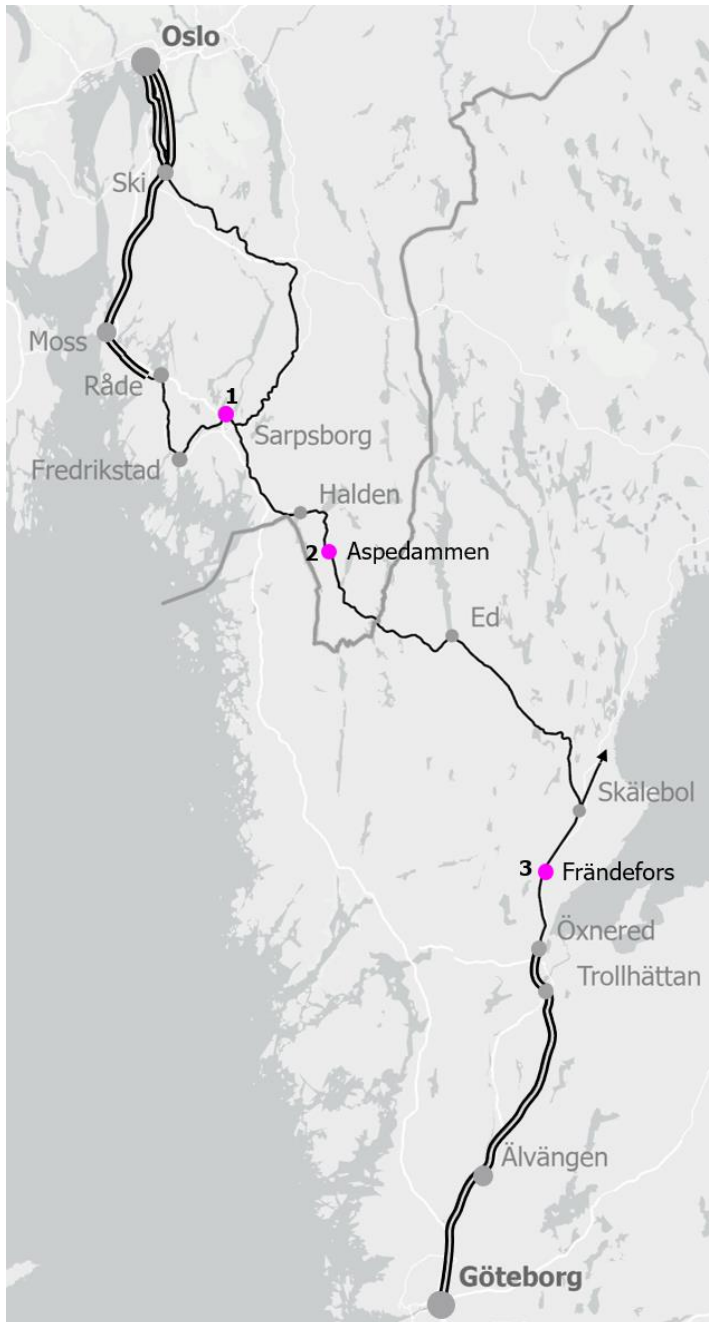 Oslo
Ski
Moss
Råde
1
Sarpsborg
Fredrikstad
Halden
2 Aspedammen
Ed
Skälebol
3 Frändefors
Öxnered
Trollhättan
Älvängen
Göteborg